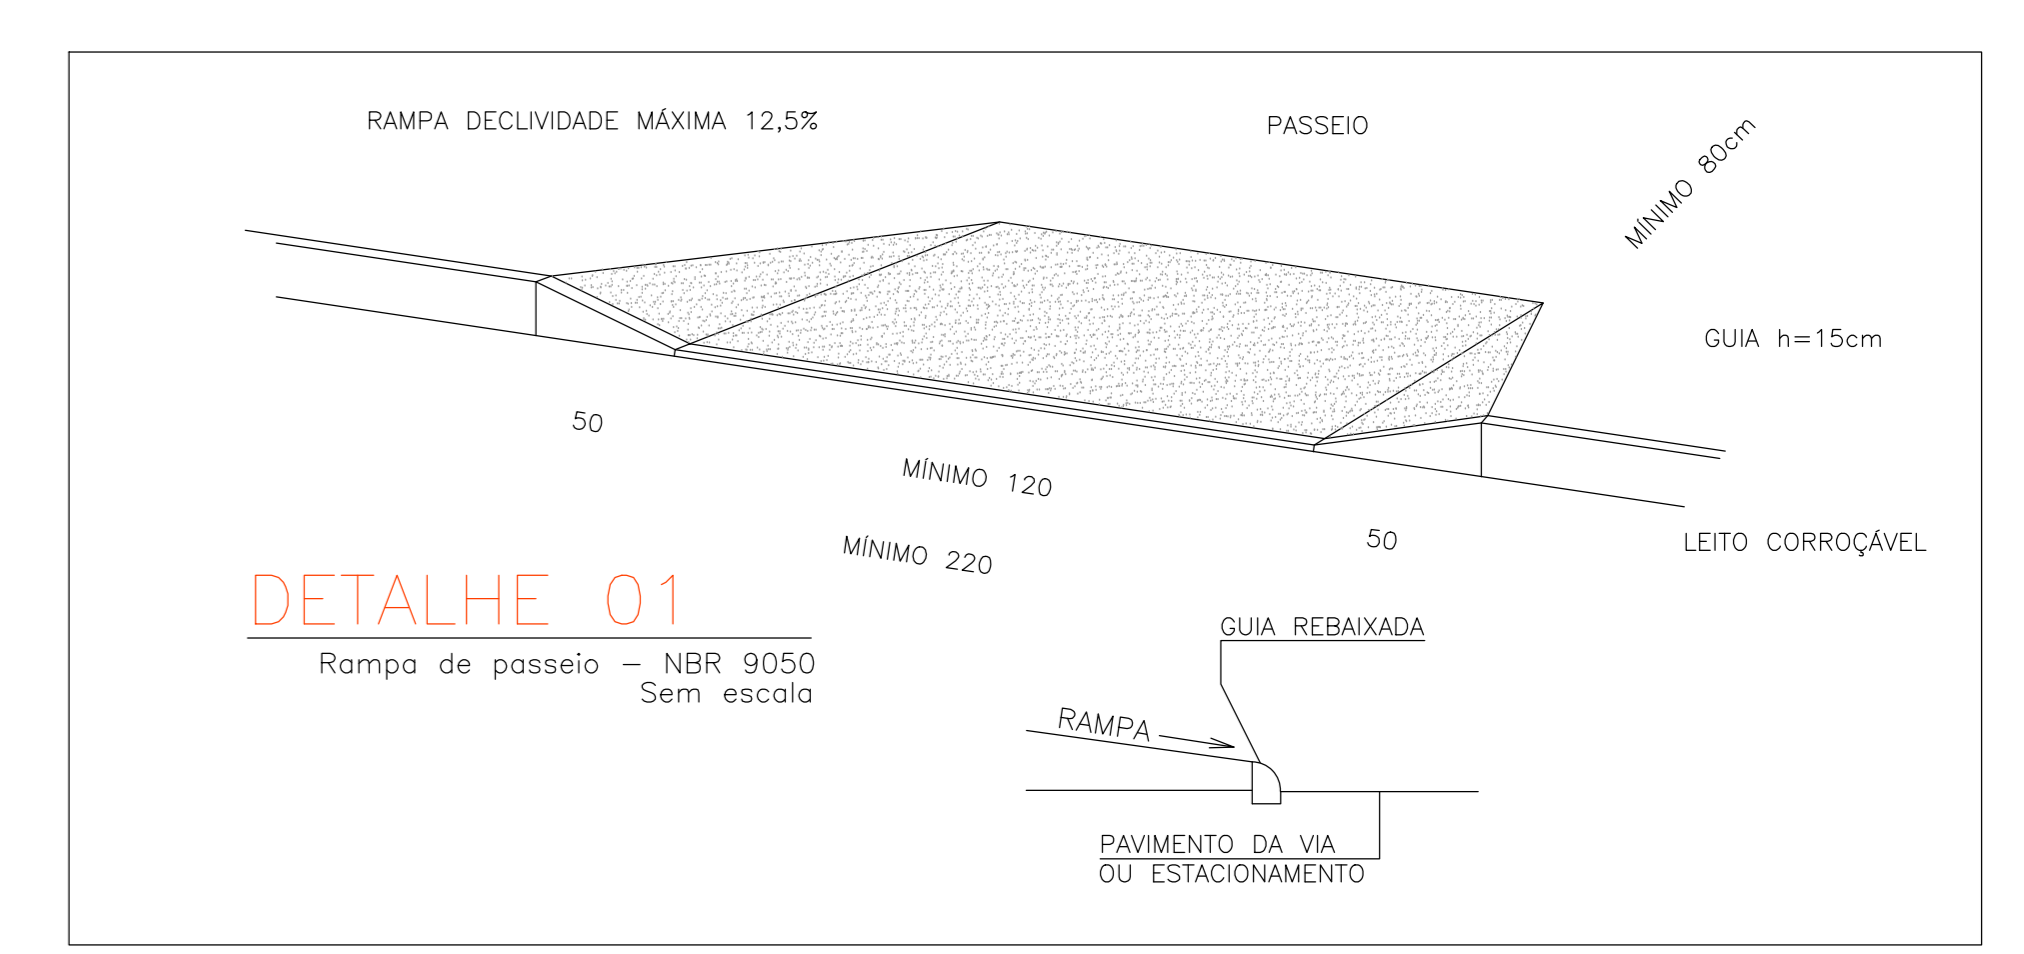 RAMPA DECLIVIDADE MÁXIMA 12,5%
PASSEIO
MÍNIMO 80cm
GUIA h=15cm
50
MÍNIMO 120
MÍNIMO 220
50
LEITO CORROÇÁVEL
DETALHE 01
Rampa de passeio – NBR 9050
Sem escala
GUIA REBAIXADA
RAMPA
PAVIMENTO DA VIA
OU ESTACIONAMENTO